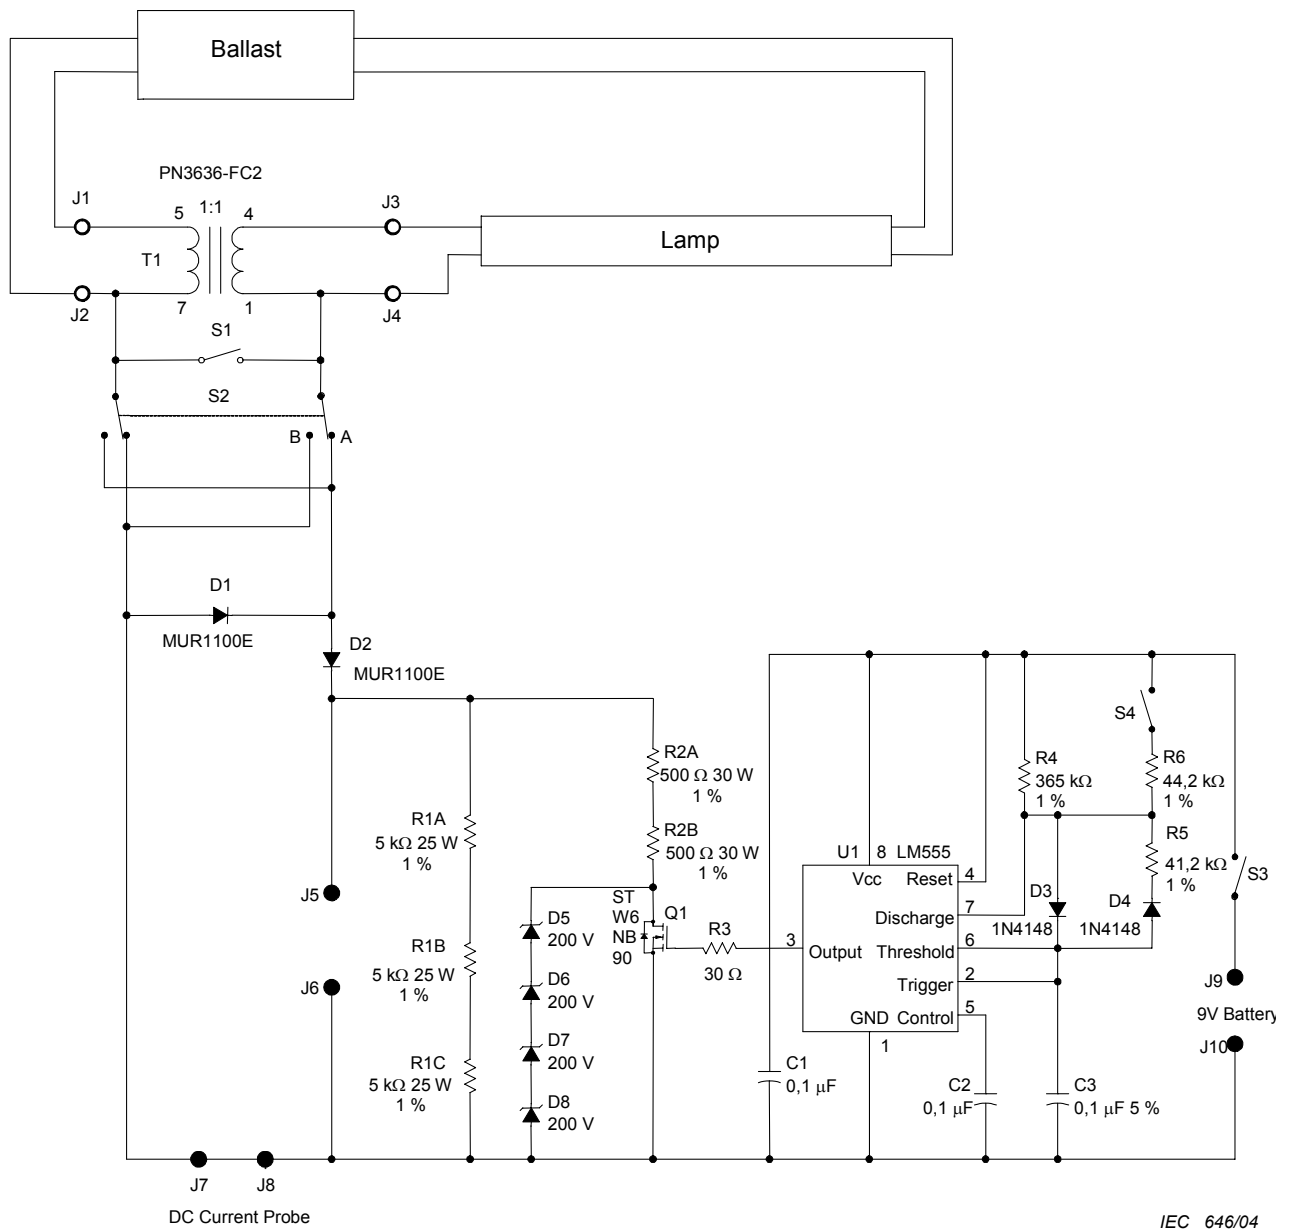 Ballast
PN3636-FC2
J1
5
1:1
4
J3
T1
Lamp
J2
7
1
J4
S1
S2
B
A
D1
MUR1100E
D2
MUR1100E
S4
R2A
500 Ω 30 W
1 %
R4
365 kΩ
1 %
R6
44,2 kΩ
1 %
R1A
5 kΩ 25 W
1 %
R2B
500 Ω 30 W
1 %
U1
8
LM555
R5
41,2 kΩ
1 %
S3
Vcc
Reset
4
J5
ST
W6
NB
90
Q1
D5
200 V
R3
30 Ω
3
Output
Discharge
7
D3
1N4148
D4
1N4148
Threshold
6
R1B
5 kΩ 25 W
1 %
J6
D6
200 V
Trigger
2
J9
9V Battery
GND
Control
5
1
J10
D7
200 V
R1C
5 kΩ 25 W
1 %
C1
0,1 µF
D8
200 V
C2
0,1 µF
C3
0,1 µF 5 %
J7
J8
DC Current Probe
IEC 646/04